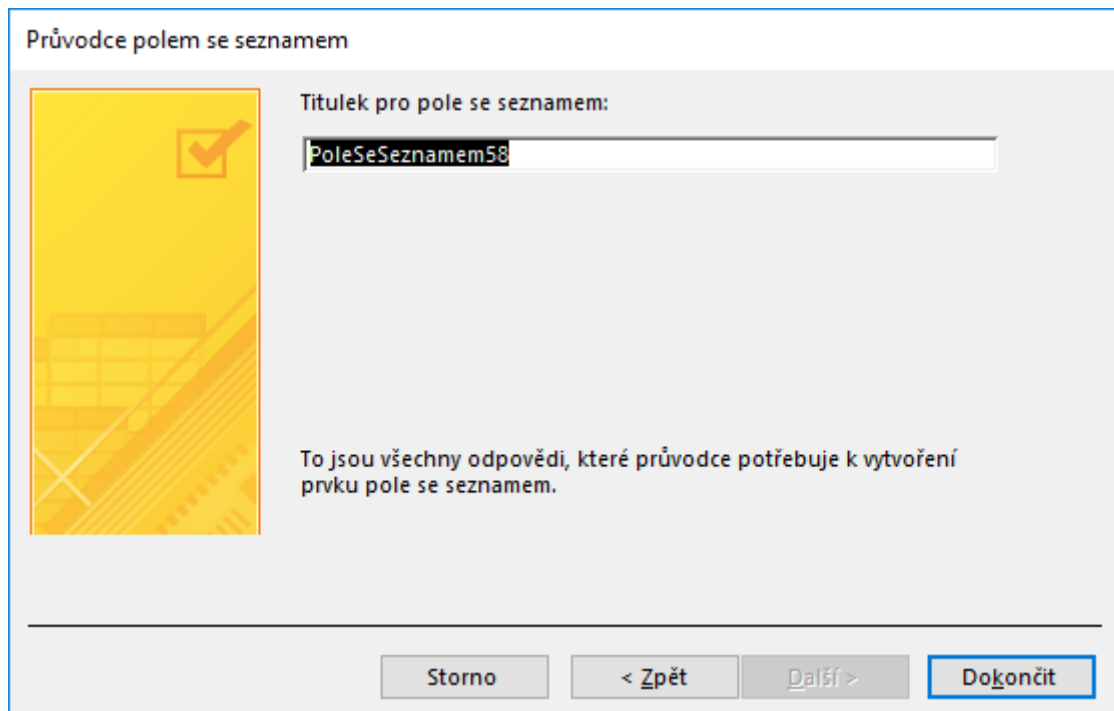 Průvodce polem se seznamem
Titulek pro pole se seznamem:
PoleSeSeznamem58
To jsou všechny odpovědi, které průvodce potřebuje k vytvoření
prvku pole se seznamem.
Storno
< Zpět
Další >
Dokončit